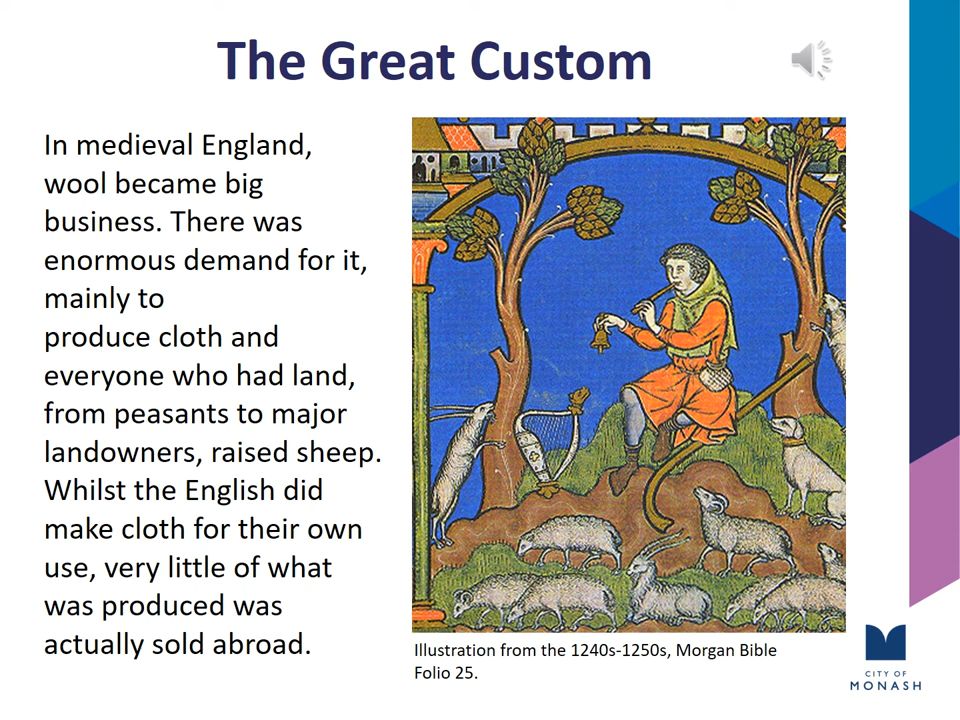 The Great Custom
In medieval England,
wool became big
business. There was
enormous demand for it,
mainly to
produce cloth and
everyone who had land,
from peasants to major
landowners, raised sheep.
Whilst the English did
make cloth for their own
use, very little of what
was produced was
actually sold abroad.
Illustration from the 1240s-1250s, Morgan Bible
Folio 25.
CITY OF
MONASH